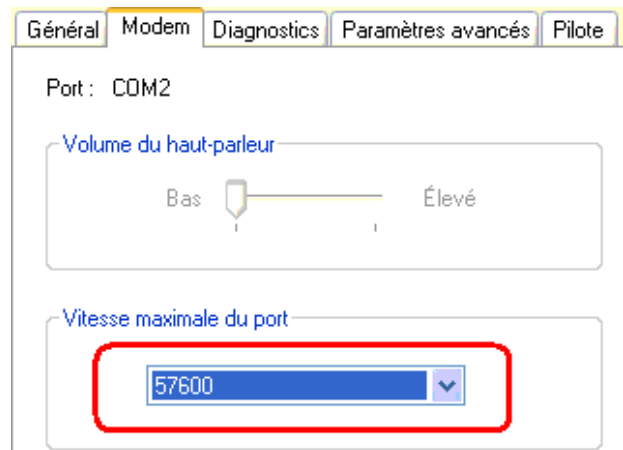 Général Modem Diagnostics Paramètres avancés Pilote
Port : COM2
Volume du haut-parleur
Bas Élevé
Vitesse maximale du port
57600